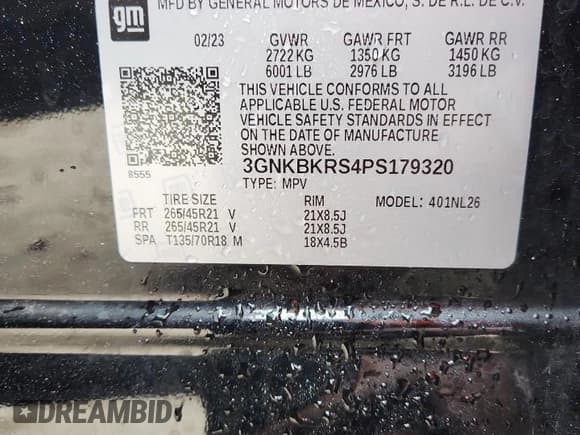 MFD BY GENERAL MOTORS DE MEXICO, S. DE R.L. DE C.V.
gm
02/23 GVWR GAWR FRT GAWR RR
2722 KG 1350 KG 1450 KG
6001 LB 2976 LB 3196 LB
THIS VEHICLE CONFORMS TO ALL
APPLICABLE U.S. FEDERAL MOTOR
VEHICLE SAFETY STANDARDS IN EFFECT
ON THE DATE OF MANUFACTURE
SHOWN ABOVE.
8555 3GNKBKRS4PS179320
TYPE: MPV
TIRE SIZE RIM MODEL: 401NL26
FRT 265/45R21 V 21X8.5J
RR 265/45R21 V 21X8.5J
SPA T135/70R18 M 18X4.5B
DREAMBID